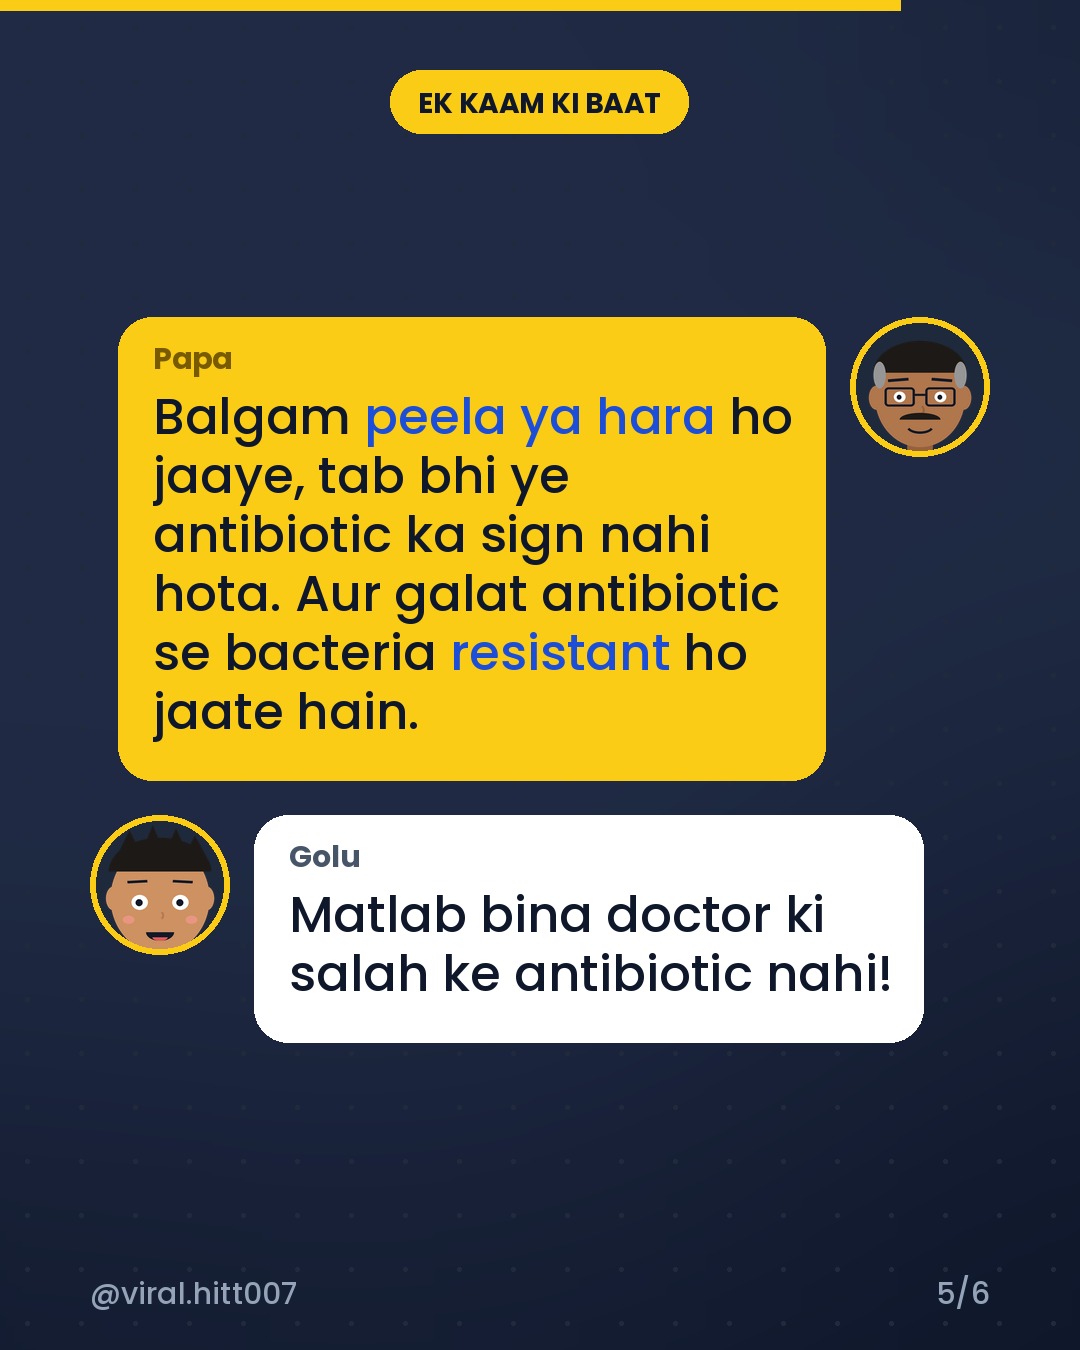 EK KAAM KI BAAT
Papa
Balgam peela ya hara ho
jaaye, tab bhi ye
antibiotic ka sign nahi
hota. Aur galat antibiotic
se bacteria resistant ho
jaate hain.
Golu
Matlab bina doctor ki
salah ke antibiotic nahi!
@viral.hitt007
5/6